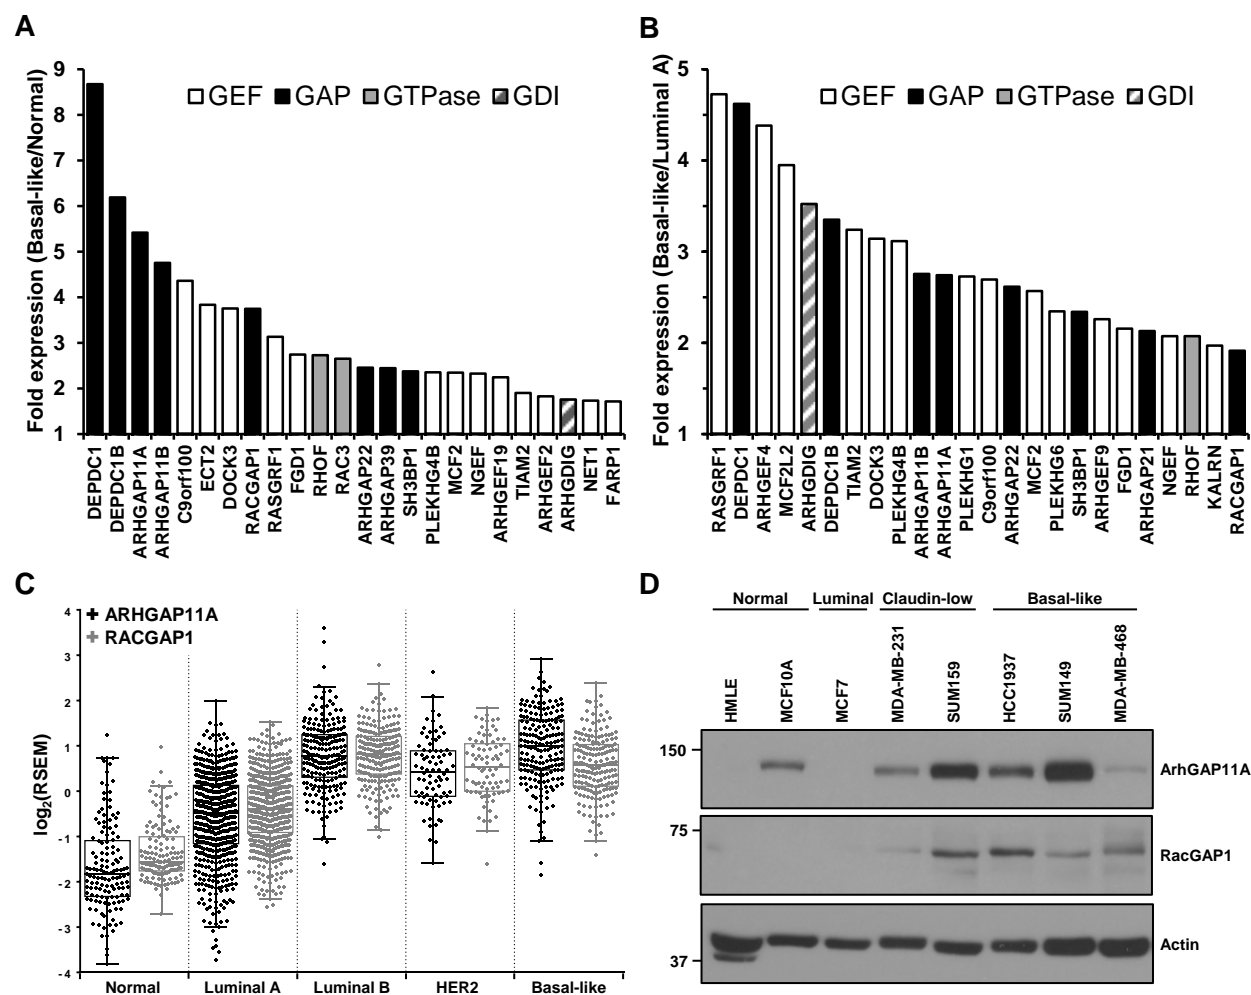 A
Fold expression (Basal-like/Normal)
9
8
7
6
5
4
3
2
1
GEF GAP GTPase GDI
DEPDC1
DEPDC1B
ARHGAP11A
ARHGAP11B
C9orf100
ECT2
DOCK3
RACGAP1
RASGRF1
FGD1
RHOF
RAC3
ARHGAP22
ARHGAP39
SH3BP1
PLEKHG4B
MCF2
NGEF
ARHGEF19
TIAM2
ARHGEF2
ARHGDIG
NET1
FARP1
B
Fold expression (Basal-like/Luminal A)
5
4
3
2
1
GEF GAP GTPase GDI
RASGRF1
DEPDC1
ARHGEF4
MCF2L2
ARHGDIG
DEPDC1B
TIAM2
DOCK3
PLEKHG4B
ARHGAP11B
ARHGAP11A
PLEKHG1
C9orf100
ARHGAP22
MCF2
PLEKHG6
SH3BP1
ARHGEF9
FGD1
ARHGAP21
NGEF
RHOF
KALRN
RACGAP1
C
log2(RSEM)
4
3
2
1
0
-1
-2
-3
-4
ARHGAP11A
RACGAP1
Normal Luminal A Luminal B HER2 Basal-like
D
Normal Luminal Claudin-low Basal-like
HMLE
MCF10A
MCF7
MDA-MB-231
SUM159
HCC1937
SUM149
MDA-MB-468
150
ArhGAP11A
75
RacGAP1
Actin
37